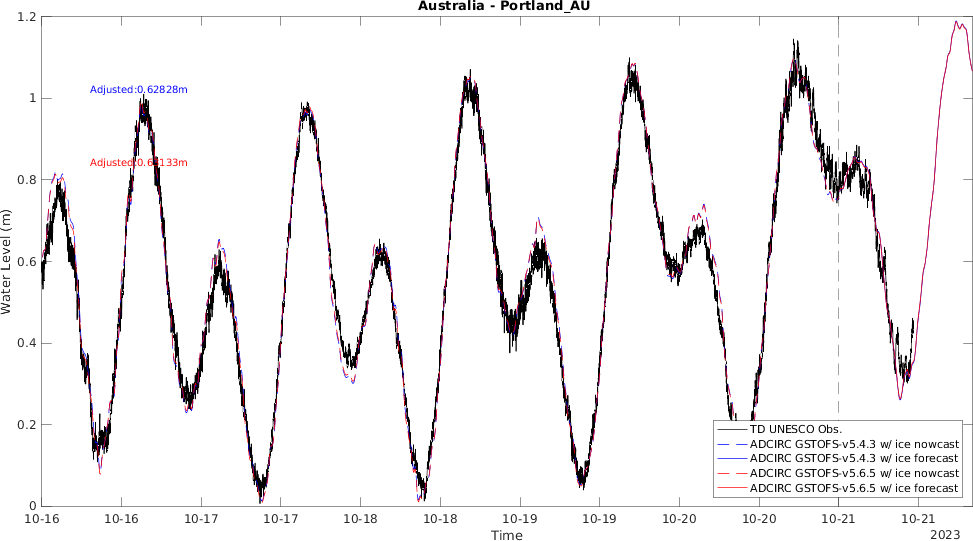 Australia - Portland_AU
1.2
1
0.8
0.6
0.4
0.2
0
Water Level (m)
Adjusted:0.62828m
Adjusted:0.64133m
TD UNESCO Obs.
ADCIRC GSTOFS-v5.4.3 w/ ice nowcast
ADCIRC GSTOFS-v5.4.3 w/ ice forecast
ADCIRC GSTOFS-v5.6.5 w/ ice nowcast
ADCIRC GSTOFS-v5.6.5 w/ ice forecast
10-16 10-16 10-17 10-17 10-18 10-18 10-19 10-19 10-20 10-20 10-21 10-21
Time
2023